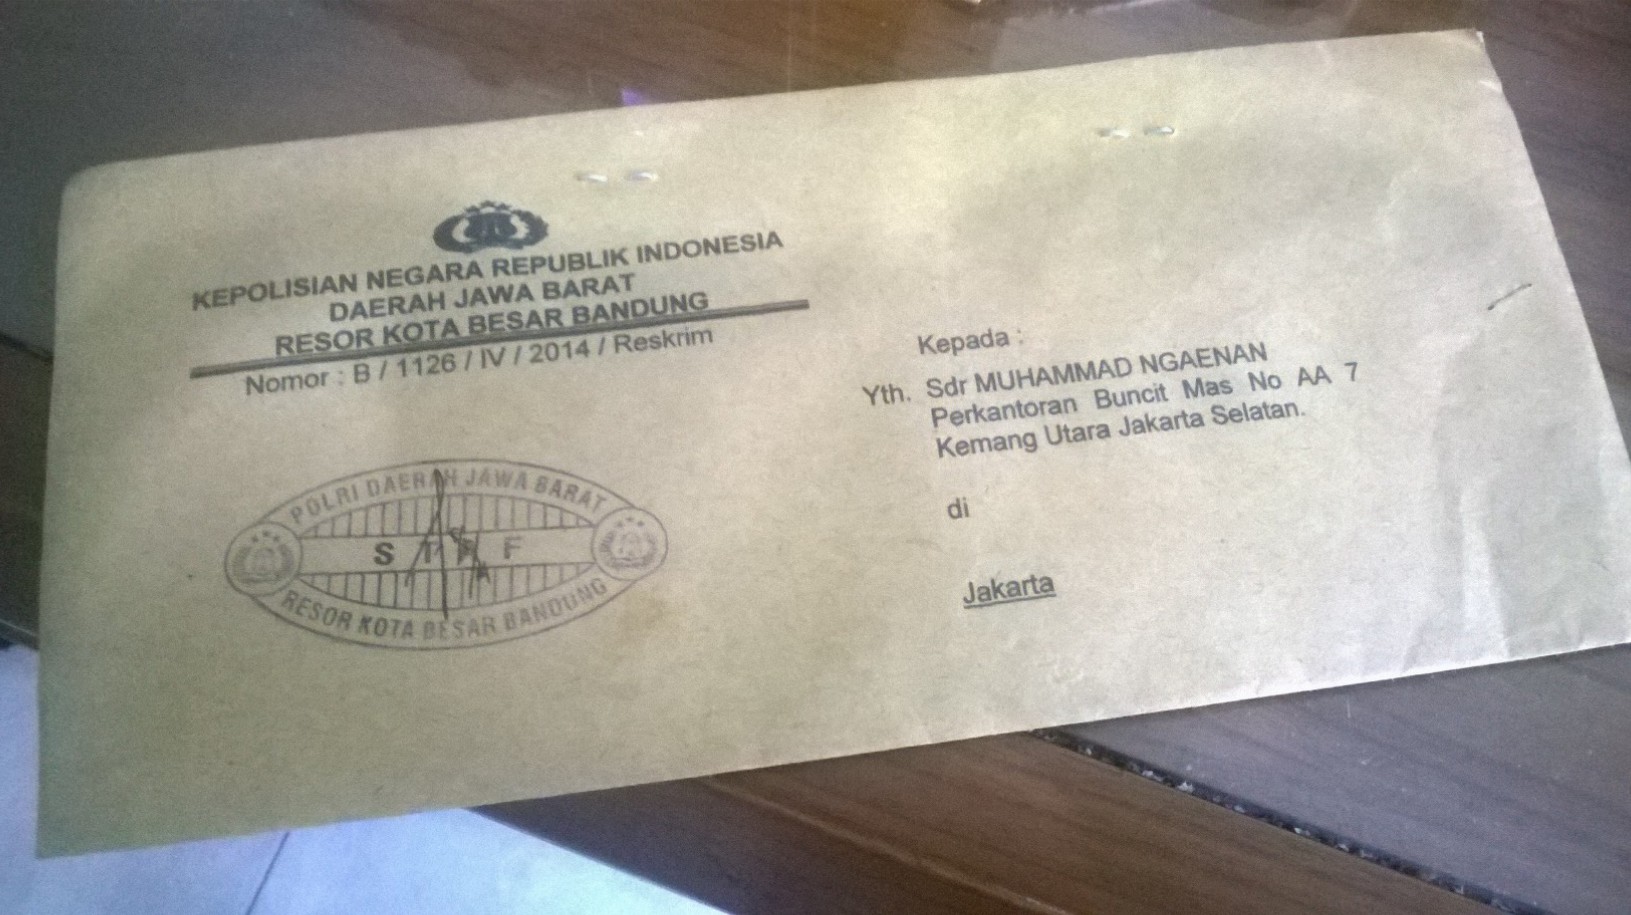 KEPOLISIAN NEGARA REPUBLIK INDONESIA
DAERAH JAWA BARAT
RESOR KOTA BESAR BANDUNG
Nomor : B / 1126 / IV / 2014 / Reskrim
Kepada :
Yth. Sdr MUHAMMAD NGAENAN
Perkantoran Buncit Mas No AA 7
Kemang Utara Jakarta Selatan.
di
Jakarta
POLRI DAERAH JAWA BARAT
STAF
RESOR KOTA BESAR BANDUNG